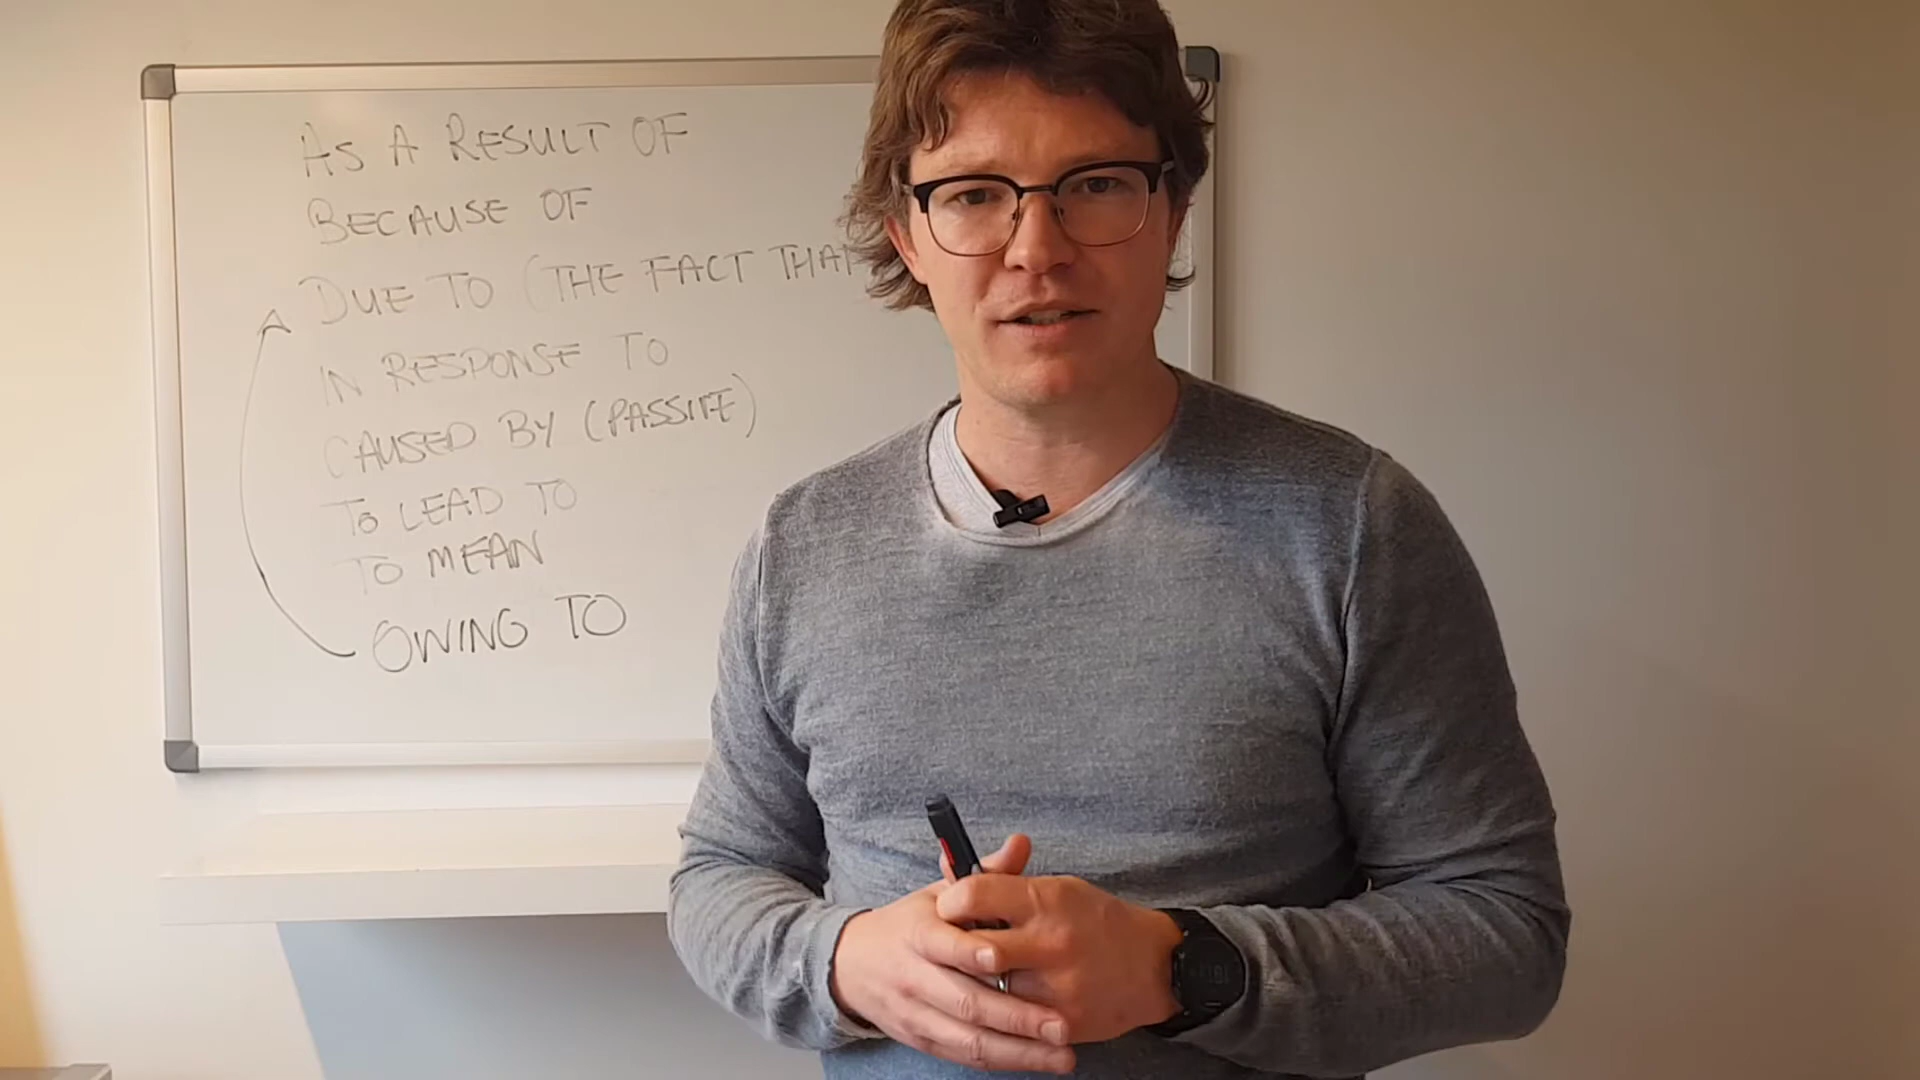 AS A RESULT OF
BECAUSE OF
DUE TO (THE FACT THAT
IN RESPONSE TO
CAUSED BY (PASSIVE)
TO LEAD TO
TO MEAN
OWING TO